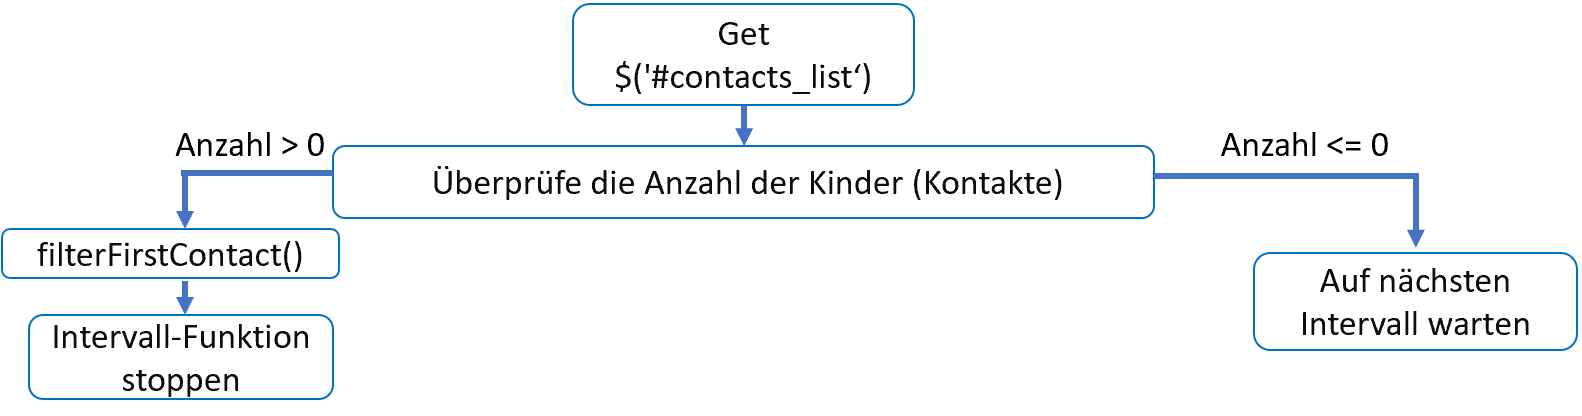 Get
$('#contacts_list‘)
Anzahl > 0
Anzahl <= 0
Überprüfe die Anzahl der Kinder (Kontakte)
filterFirstContact()
Auf nächsten
Intervall warten
Intervall-Funktion
stoppen